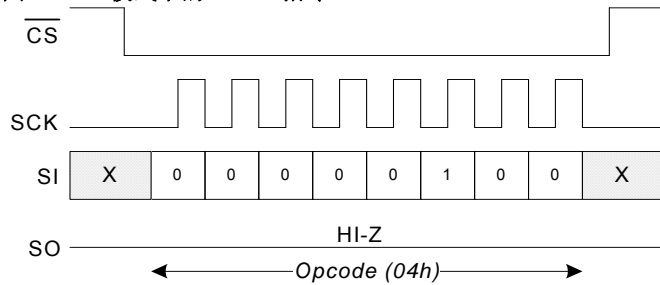 CS
SCK
SI X 0 0 0 0 0 1 0 0 X
HI-Z
SO
Opcode (04h)